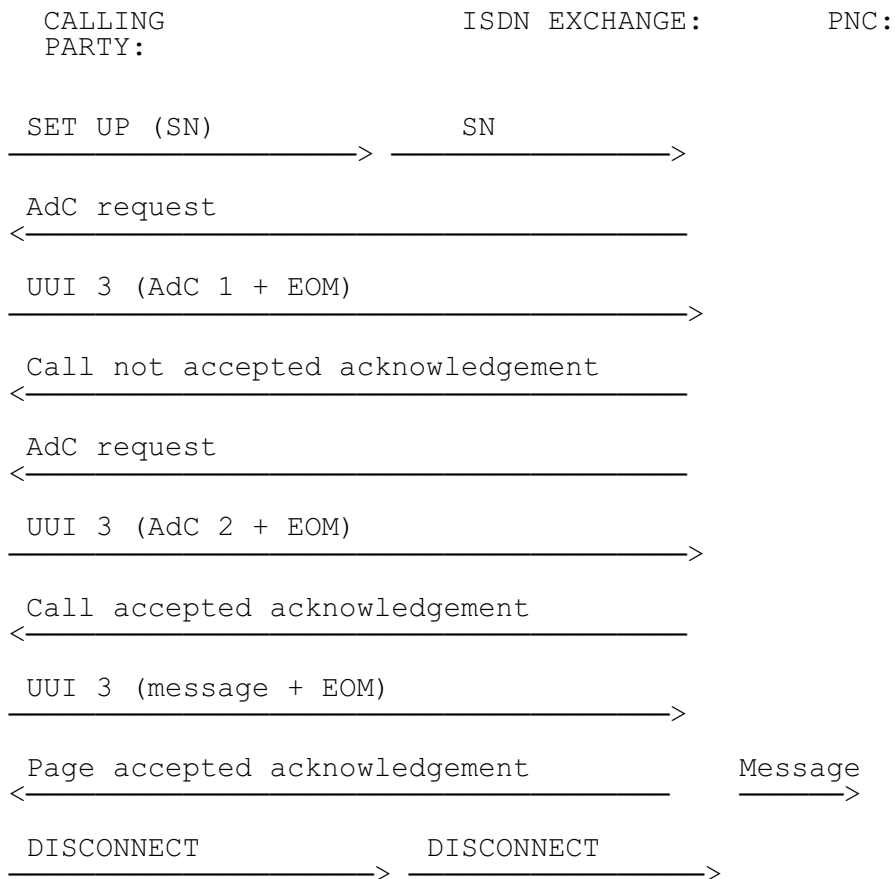 CALLING ISDN EXCHANGE: PNC:
PARTY:
SET UP (SN) SN
AdC request
UUI 3 (AdC 1 + EOM)
Call not accepted acknowledgement
AdC request
UUI 3 (AdC 2 + EOM)
Call accepted acknowledgement
UUI 3 (message + EOM)
Page accepted acknowledgement Message
DISCONNECT DISCONNECT